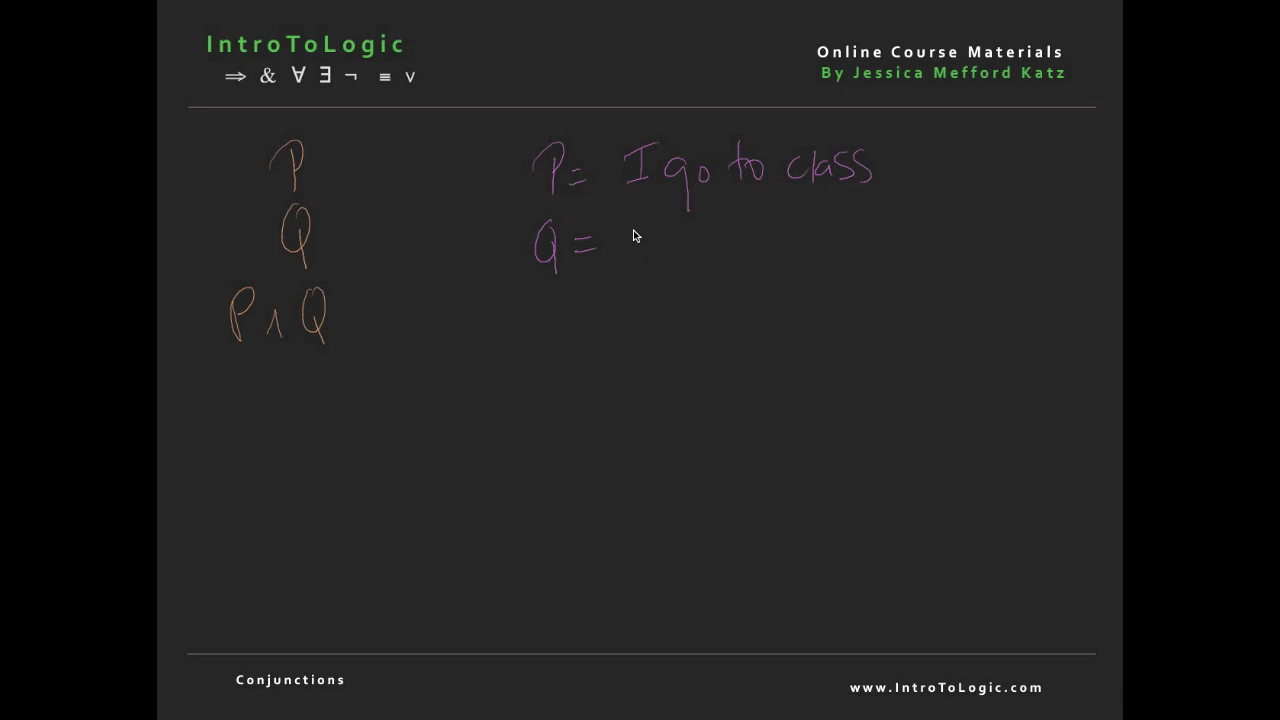 IntroToLogic
⇒ & ∀ ∃ ¬ ≡ ∨
Online Course Materials
By Jessica Mefford Katz
P
Q
P ∧ Q
P = I go to class
Q =
Conjunctions
www.IntroToLogic.com